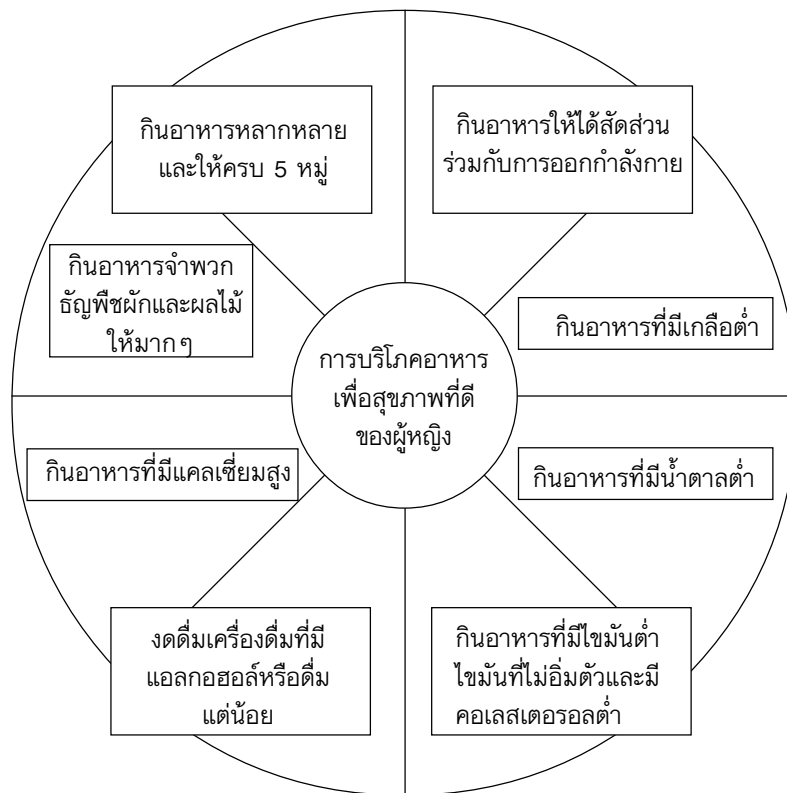 กินอาหารหลากหลาย
และให้ครบ 5 หมู่
กินอาหารให้ได้สัดส่วน
ร่วมกับการออกกำลังกาย
กินอาหารจำพวก
ธัญพืชผักและผลไม้
ให้มากๆ
กินอาหารที่มีเกลือต่ำ
การบริโภคอาหาร
เพื่อสุขภาพที่ดี
ของผู้หญิง
กินอาหารที่มีแคลเซี่ยมสูง
กินอาหารที่มีน้ำตาลต่ำ
งดดื่มเครื่องดื่มที่มี
แอลกอฮอล์หรือดื่ม
แต่น้อย
กินอาหารที่มีไขมันต่ำ
ไขมันที่ไม่อิ่มตัวและมี
คอเลสเตอรอลต่ำ